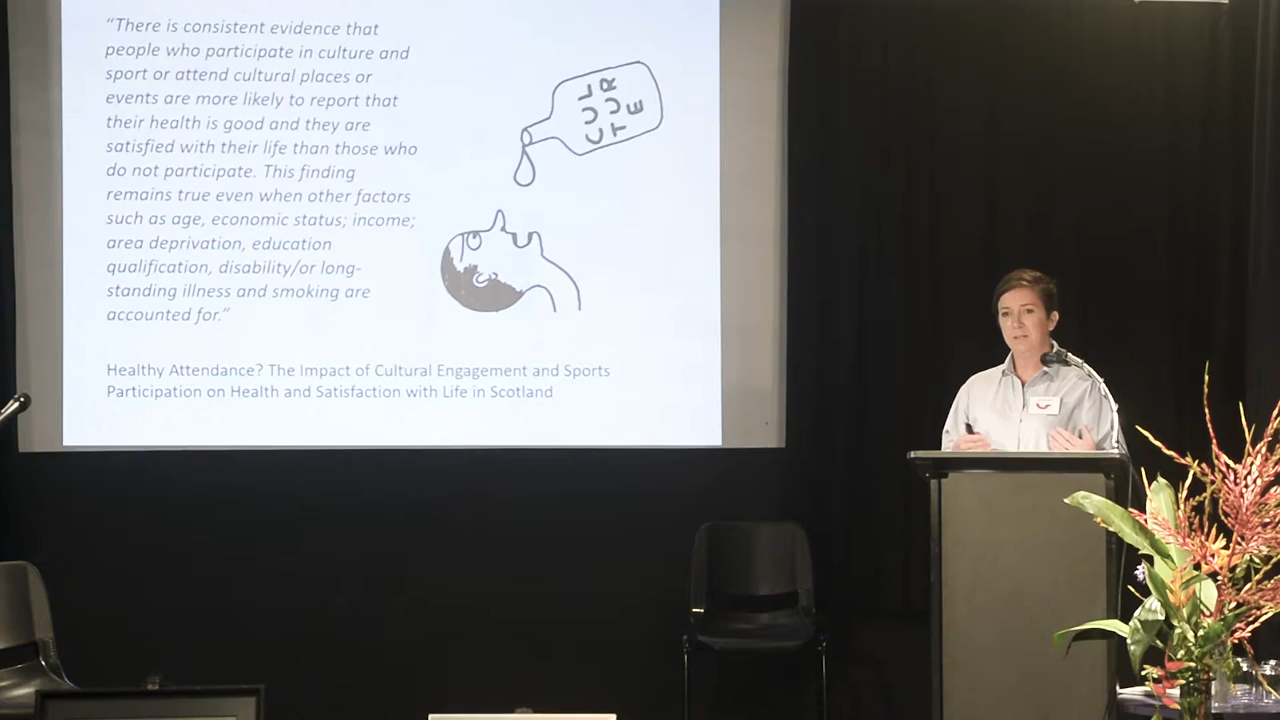 “There is consistent evidence that
people who participate in culture and
sport or attend cultural places or
events are more likely to report that
their health is good and they are
satisfied with their life than those who
do not participate. This finding
remains true even when other factors
such as age, economic status; income;
area deprivation, education
qualification, disability/or long-
standing illness and smoking are
accounted for.”
CUL
TUR
E
Healthy Attendance? The Impact of Cultural Engagement and Sports
Participation on Health and Satisfaction with Life in Scotland